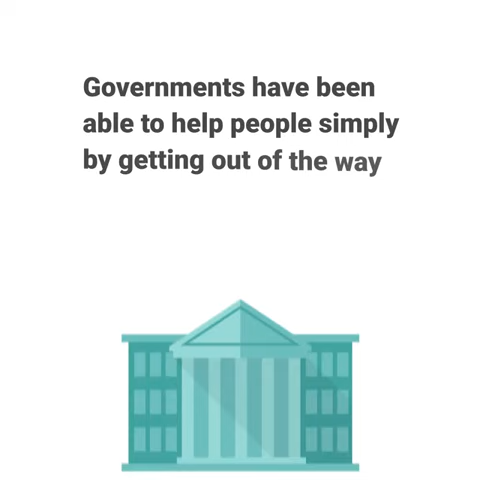 Governments have been
able to help people simply
by getting out of the way